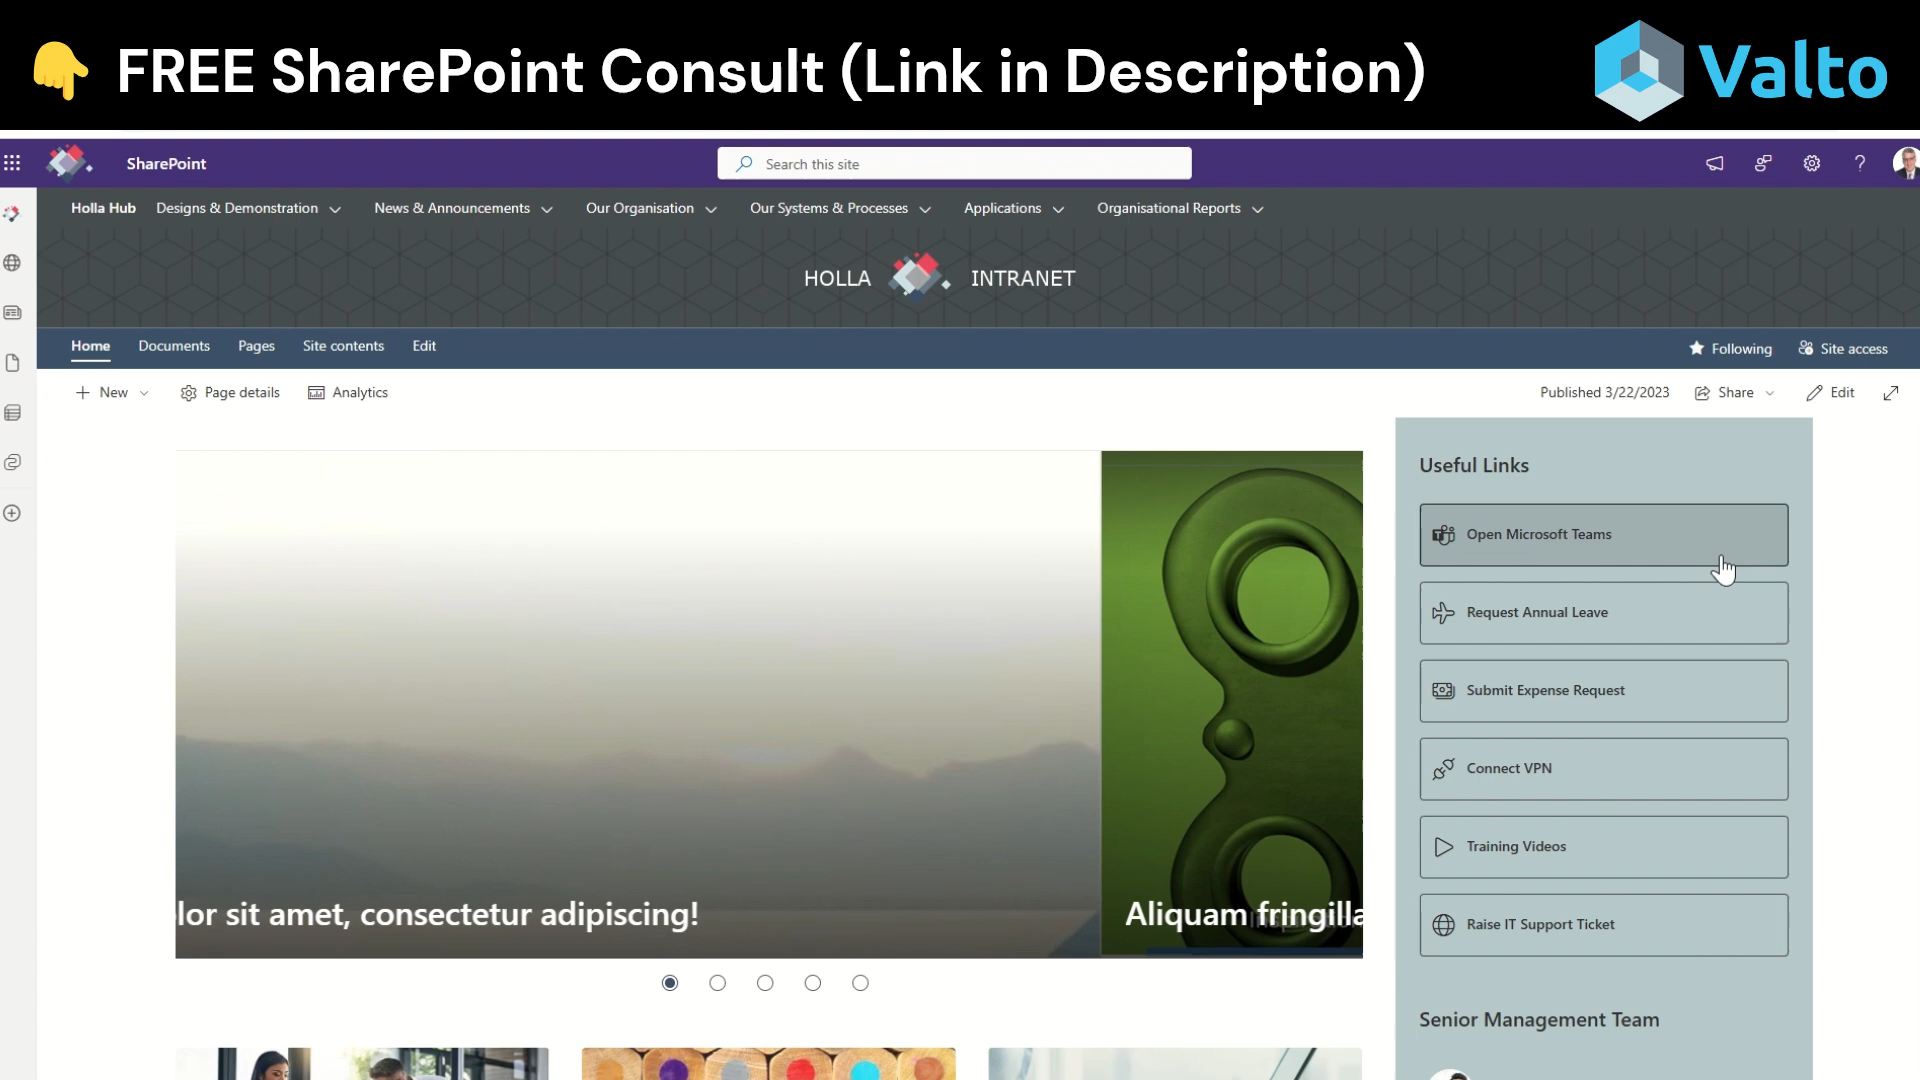 FREE SharePoint Consult (Link in Description)
Valto
SharePoint
Search this site
Holla Hub Designs & Demonstration News & Announcements Our Organisation Our Systems & Processes Applications Organisational Reports
HOLLA INTRANET
Home Documents Pages Site contents Edit
Following Site access
New Page details Analytics
Published 3/22/2023 Share Edit
lor sit amet, consectetur adipiscing!
Aliquam fringilla
Useful Links
Open Microsoft Teams
Request Annual Leave
Submit Expense Request
Connect VPN
Training Videos
Raise IT Support Ticket
Senior Management Team